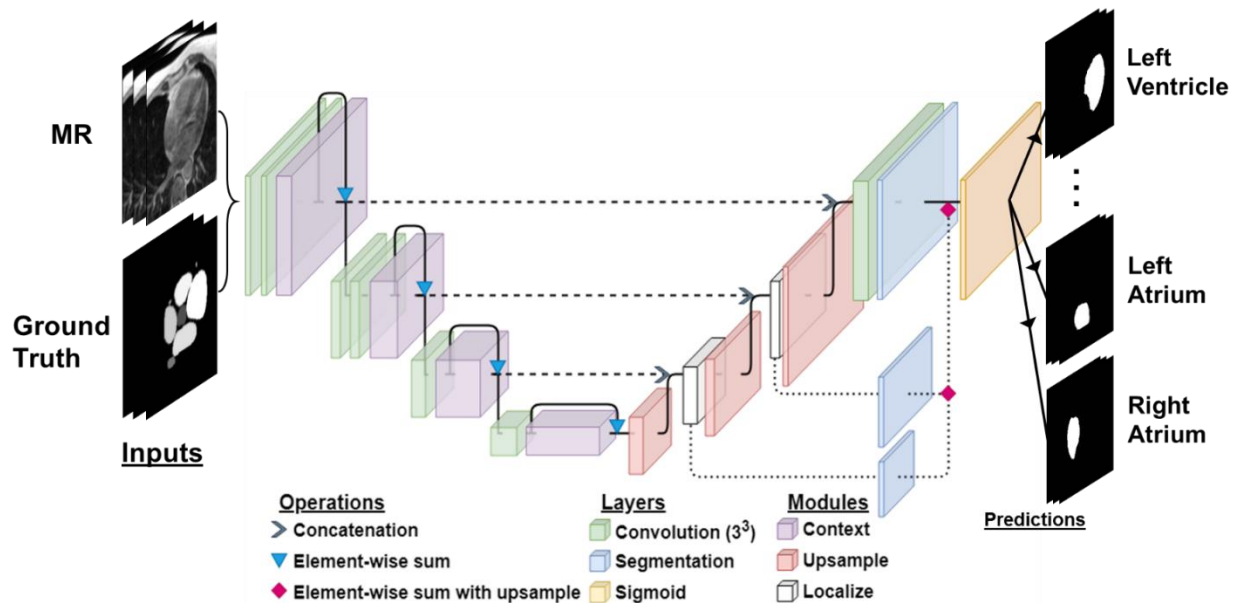 MR
Ground
Truth
Inputs
Left
Ventricle
Left
Atrium
Right
Atrium
Predictions
Operations
Concatenation
Element-wise sum
Element-wise sum with upsample
Layers
Convolution (3³)
Segmentation
Sigmoid
Modules
Context
Upsample
Localize